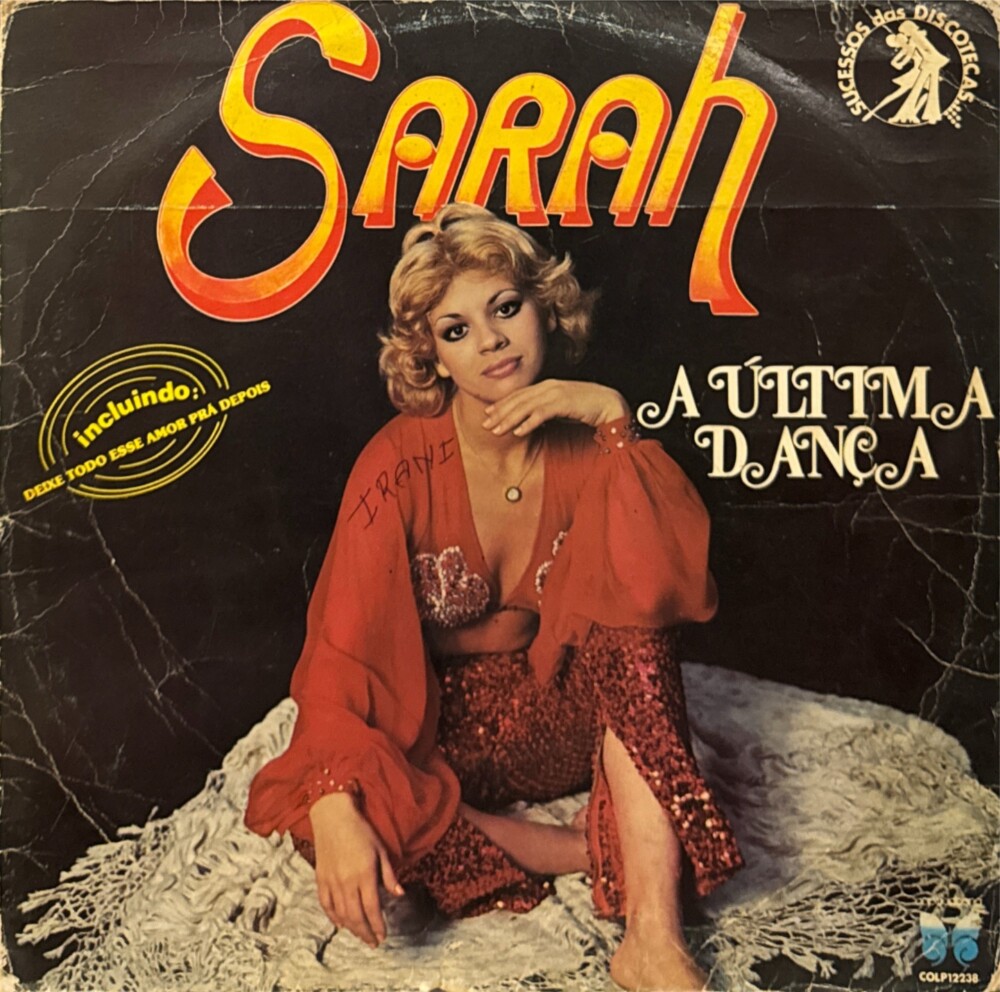 SARAH
SUCESSOS das DISCOTECAS...
A ÚLTIMA
DANÇA
incluindo:
DEIXE TODO ESSE AMOR PRÁ DEPOIS
IRANI
COLP12238